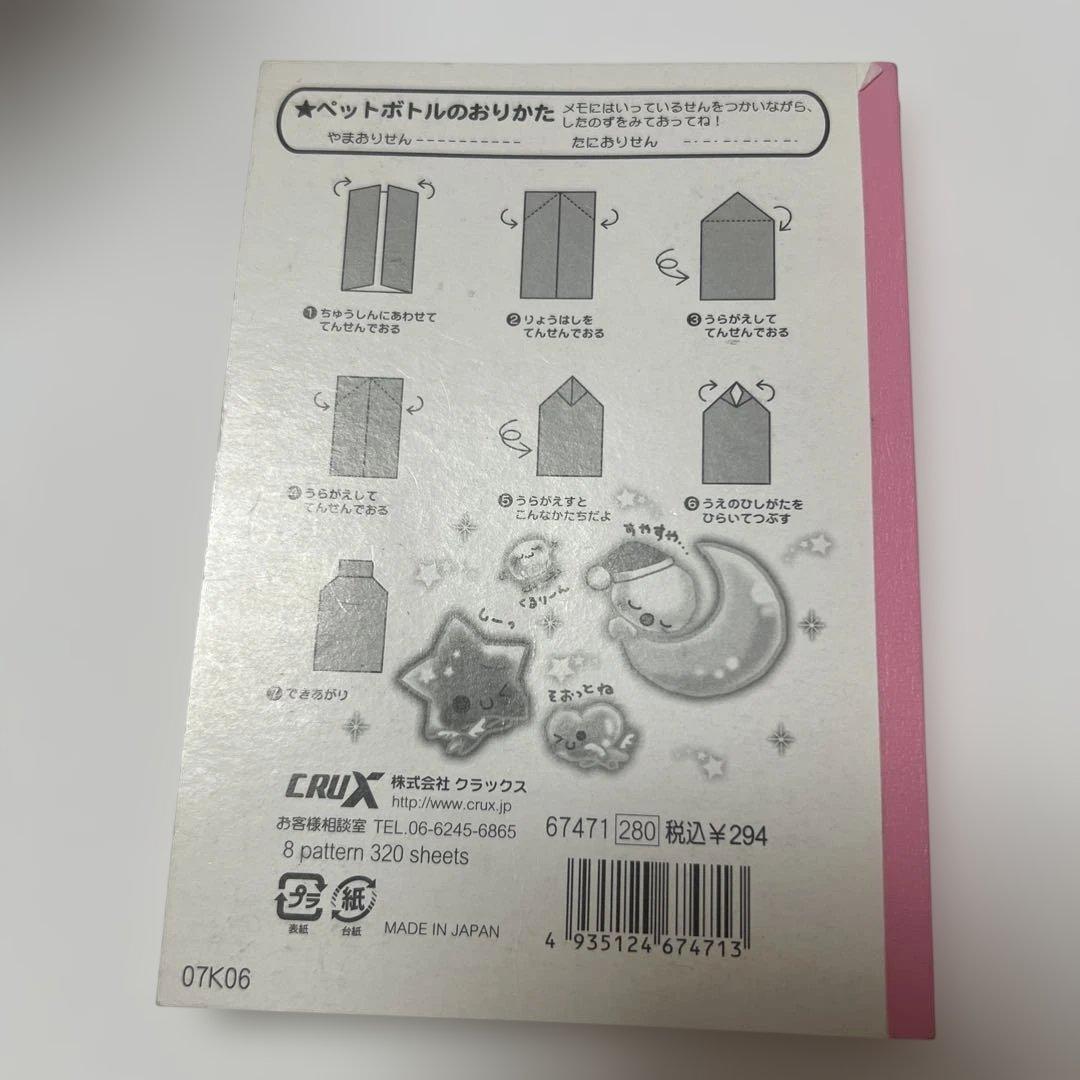 ★ペットボトルのおりかた
メモにはいっているせんをつかいながら、
したのずをみておってね！
やまおりせん
たにおりせん
❶ちゅうしんにあわせて
てんせんでおる
❷りょうはしを
てんせんでおる
❸うらがえして
てんせんでおる
❹うらがえして
てんせんでおる
❺うらがえすと
こんなかたちだよ
❻うえのひしがたを
ひらいてつぶす
❼できあがり
すやすや…
くるりーん
しーっ
そおっとね
CRUX 株式会社 クラックス
http://www.crux.jp
お客様相談室 TEL.06-6245-6865
67471 280 税込￥294
8 pattern 320 sheets
プラ
表紙
紙
台紙
MADE IN JAPAN
4 935124 674713
07K06